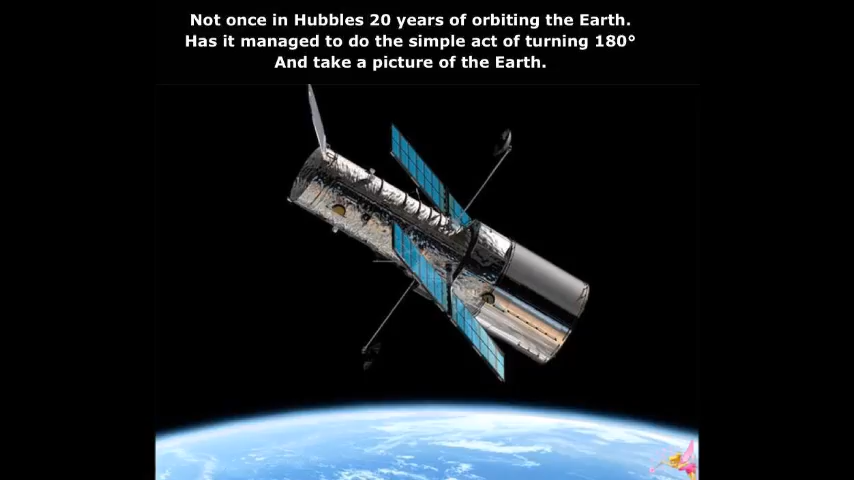 Not once in Hubbles 20 years of orbiting the Earth.
Has it managed to do the simple act of turning 180°
And take a picture of the Earth.